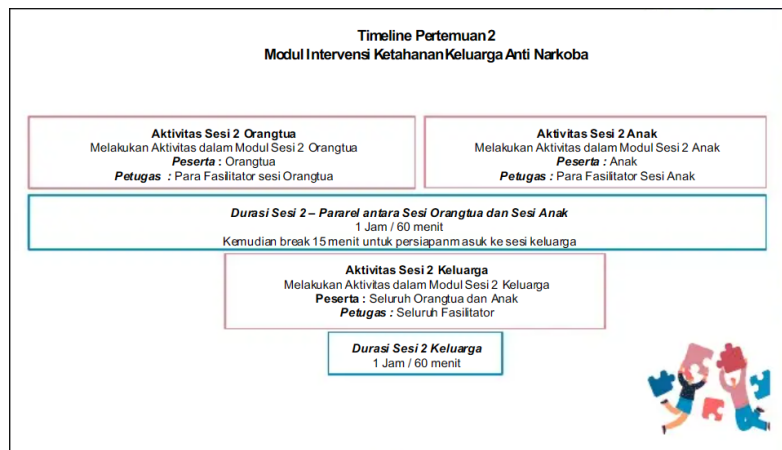 Timeline Pertemuan 2
Modul Intervensi Ketahanan Keluarga Anti Narkoba
Aktivitas Sesi 2 Orangtua
Melakukan Aktivitas dalam Modul Sesi 2 Orangtua
Peserta : Orangtua
Petugas : Para Fasilitator sesi Orangtua
Aktivitas Sesi 2 Anak
Melakukan Aktivitas dalam Modul Sesi 2 Anak
Peserta : Anak
Petugas : Para Fasilitator Sesi Anak
Durasi Sesi 2 – Pararel antara Sesi Orangtua dan Sesi Anak
1 Jam / 60 menit
Kemudian break 15 menit untuk persiapan masuk ke sesi keluarga
Aktivitas Sesi 2 Keluarga
Melakukan Aktivitas dalam Modul Sesi 2 Keluarga
Peserta : Seluruh Orangtua dan Anak
Petugas : Seluruh Fasilitator
Durasi Sesi 2 Keluarga
1 Jam / 60 menit